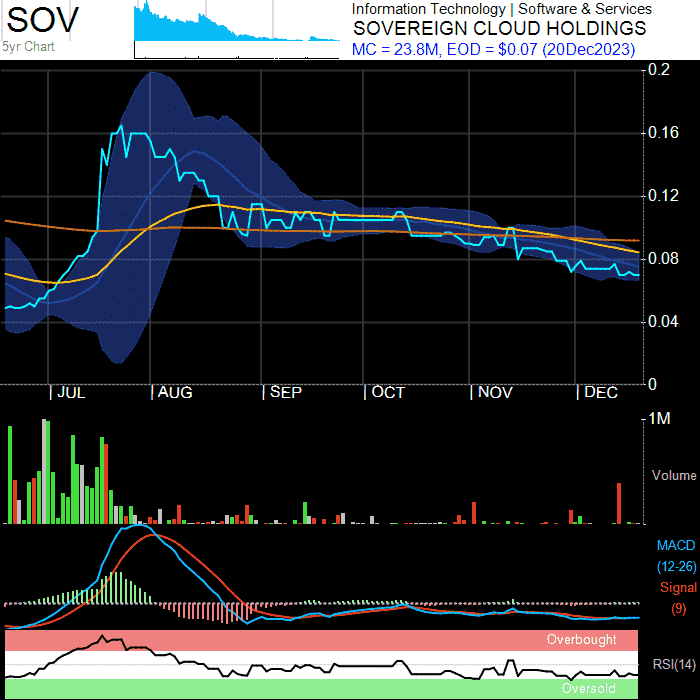 SOV
5yr Chart
Information Technology | Software & Services
SOVEREIGN CLOUD HOLDINGS
MC = 23.8M, EOD = $0.07 (20Dec2023)
0.2
0.16
0.12
0.08
0.04
0
| JUL | AUG | SEP | OCT | NOV | DEC
1M
Volume
MACD
(12-26)
Signal
(9)
Overbought
RSI(14)
Oversold